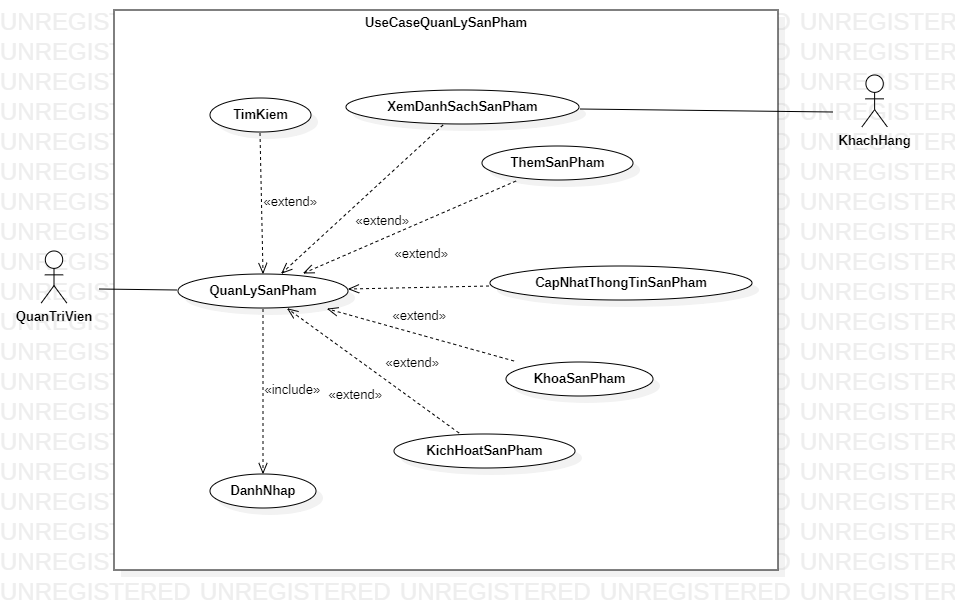 UseCaseQuanLySanPham
TimKiem
XemDanhSachSanPham
KhachHang
ThemSanPham
«extend»
«extend»
«extend»
QuanTriVien
QuanLySanPham
CapNhatThongTinSanPham
«extend»
«extend»
KhoaSanPham
«include»
«extend»
KichHoatSanPham
DanhNhap
UNREGISTERED UNREGISTERED UNREGISTERED UNREGISTERED UNREGISTERED